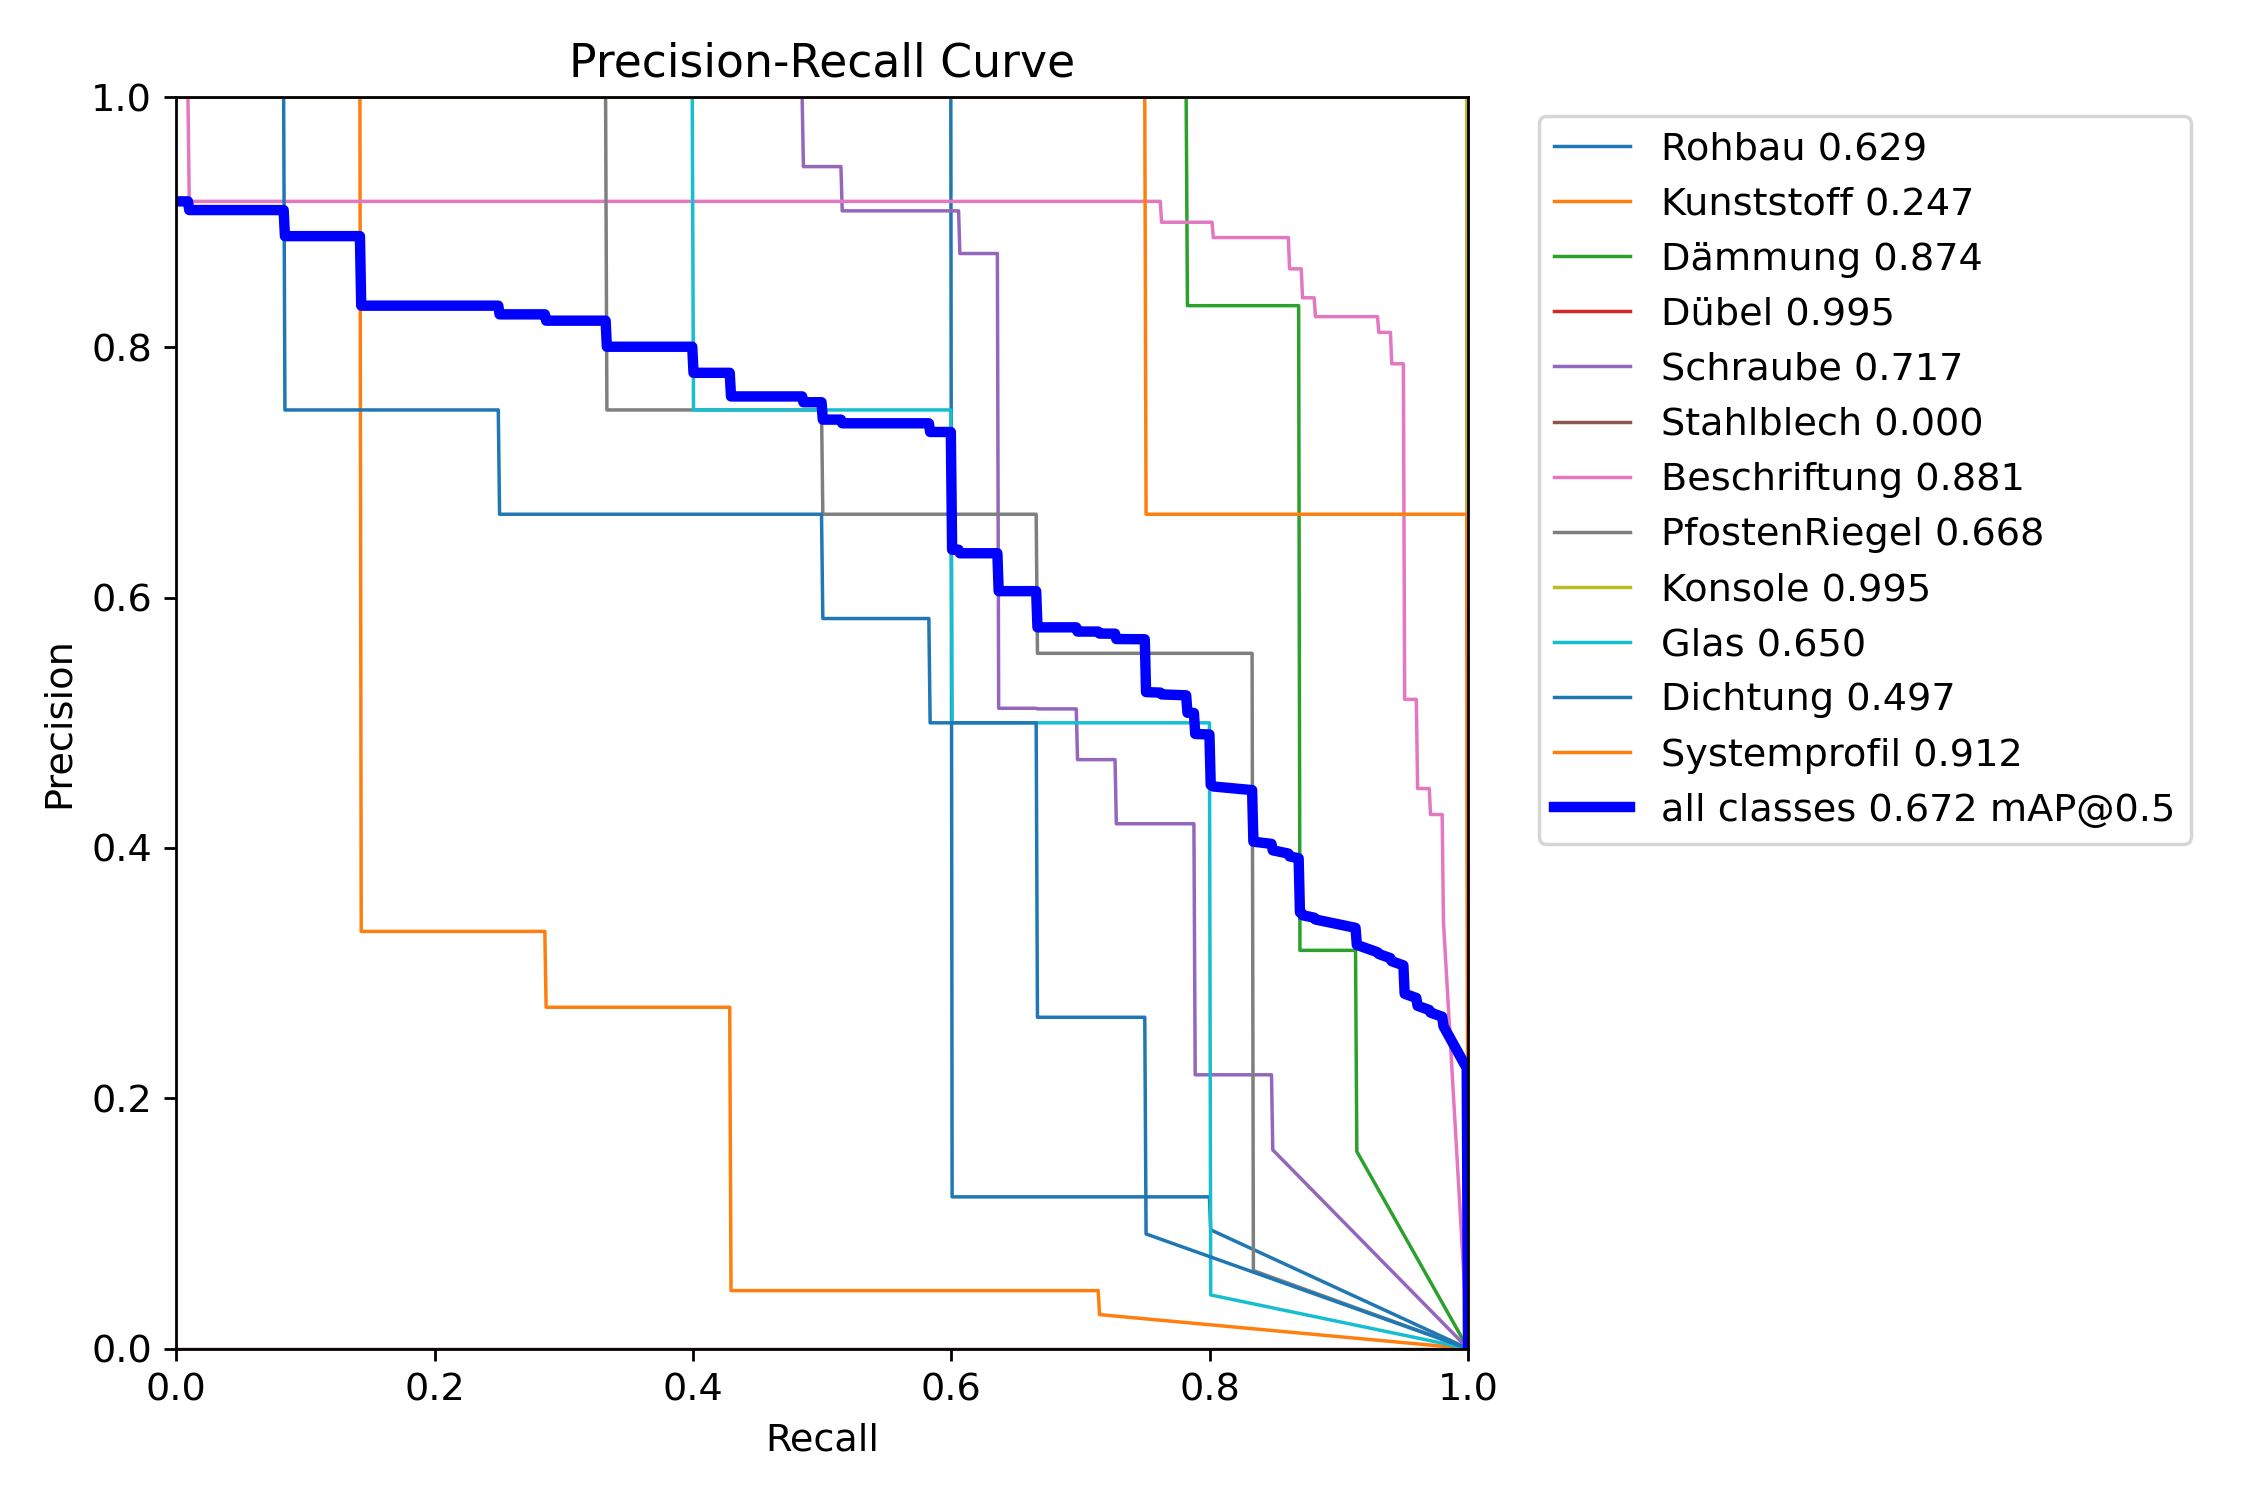 Precision-Recall Curve
1.0
0.8
0.6
0.4
0.2
0.0
Precision
0.0 0.2 0.4 0.6 0.8 1.0
Recall
Rohbau 0.629
Kunststoff 0.247
Dämmung 0.874
Dübel 0.995
Schraube 0.717
Stahlblech 0.000
Beschriftung 0.881
PfostenRiegel 0.668
Konsole 0.995
Glas 0.650
Dichtung 0.497
Systemprofil 0.912
all classes 0.672 mAP@0.5